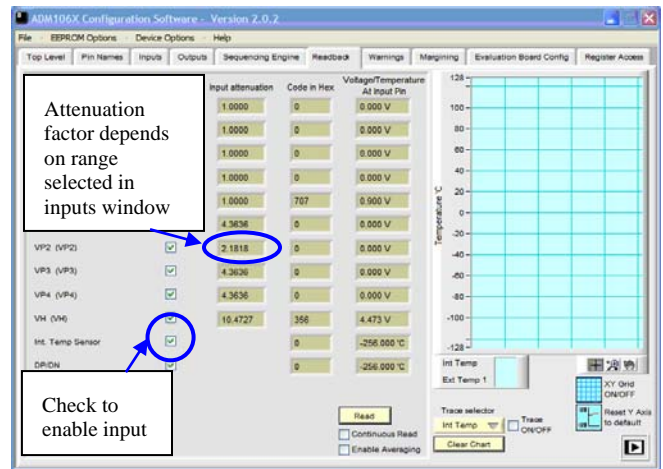 ADM106X Configuration Software - Version 2.0.2
File EEPROM Options Device Options Help
Top Level Pin Names Inputs Outputs Sequencing Engine Readback Warnings Margining Evaluation Board Config Register Access
Input attenuation Code in Hex Voltage/Temperature At Input Pin
1.0000 0 0.000 V
1.0000 0 0.000 V
1.0000 0 0.000 V
1.0000 0 0.000 V
1.0000 707 0.900 V
4.3636 0 0.000 V
VP2 (VP2) 2.1818 0 0.000 V
VP3 (VP3) 4.3636 0 0.000 V
VP4 (VP4) 4.3636 0 0.000 V
VH (VH) 10.4727 356 4.473 V
Int. Temp Sensor 0 -256.000 °C
DP/DN 0 -256.000 °C
Attenuation
factor depends
on range
selected in
inputs window
Check to
enable input
Read
Continuous Read
Enable Averaging
Temperature °C
128
100
80
60
40
20
0
-20
-40
-60
-80
-100
-128
Int Temp
Ext Temp 1
XY Grid
ON/OFF
Reset Y Axis
to default
Trace selector
Int Temp
Trace
ON/OFF
Clear Chart